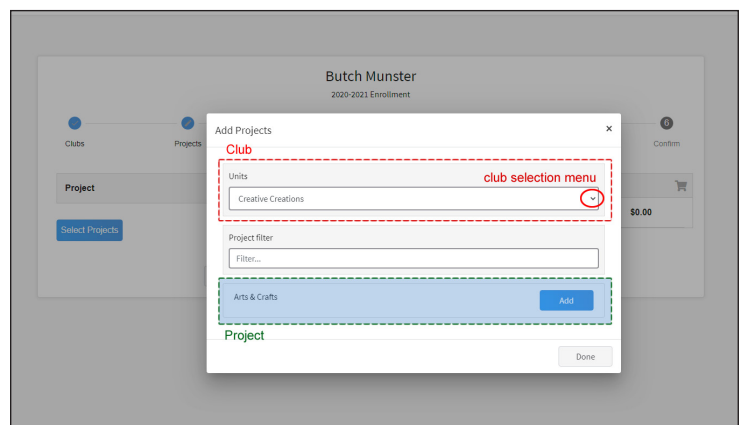 Butch Munster
2020-2021 Enrollment
6
Clubs
Projects
Confirm
Add Projects
×
Club
Units
club selection menu
Creative Creations
Project
$0.00
Select Projects
Project filter
Filter...
Arts & Crafts
Add
Project
Done